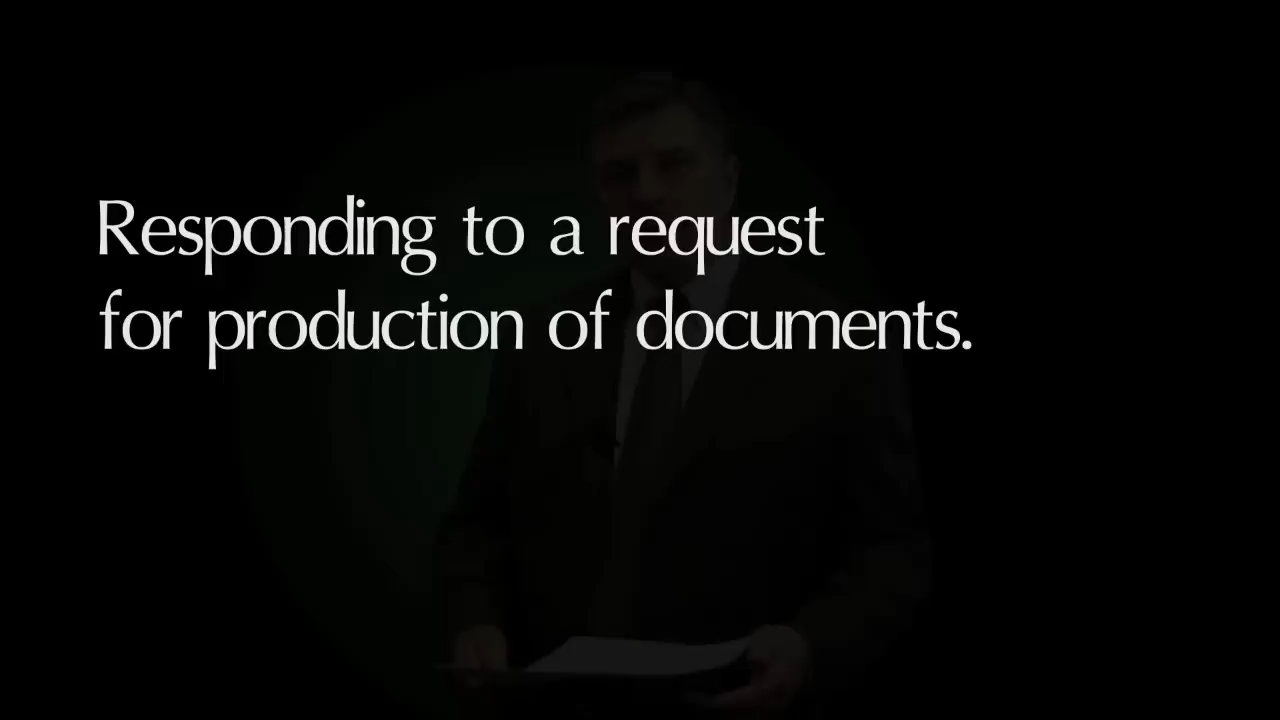 Responding to a request
for production of documents.